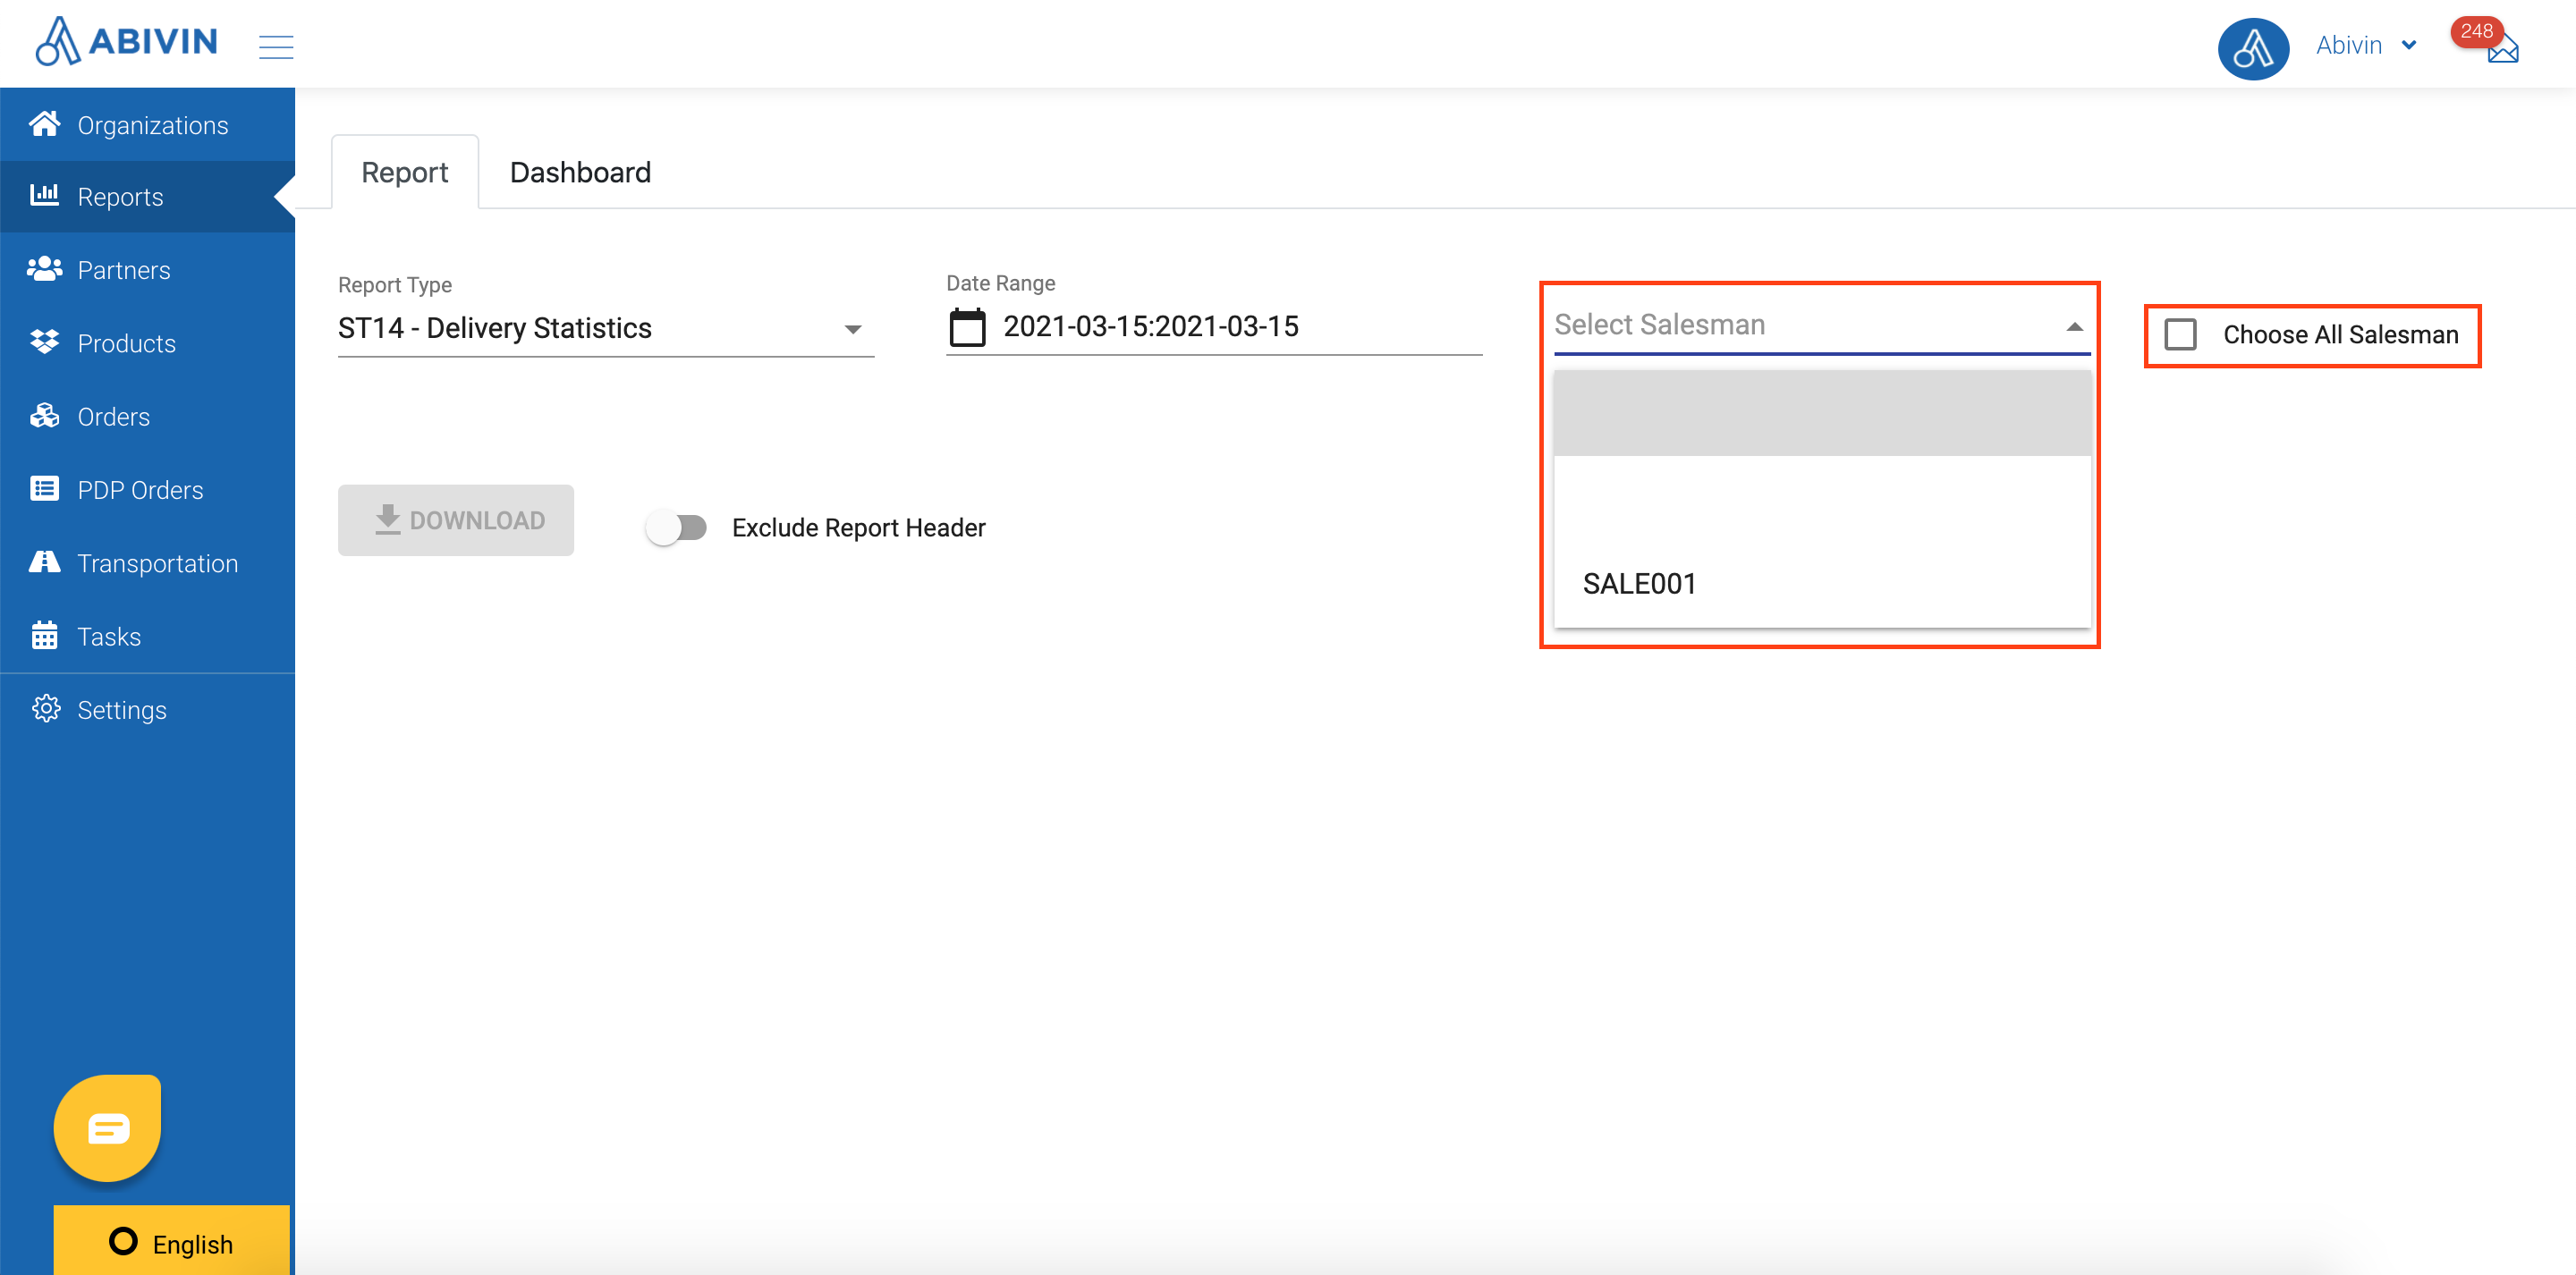 ABIVIN
Abivin
248
Organizations
Reports
Partners
Products
Orders
PDP Orders
Transportation
Tasks
Settings
English
Report
Dashboard
Report Type
ST14 - Delivery Statistics
Date Range
2021-03-15:2021-03-15
Select Salesman
SALE001
Choose All Salesman
DOWNLOAD
Exclude Report Header